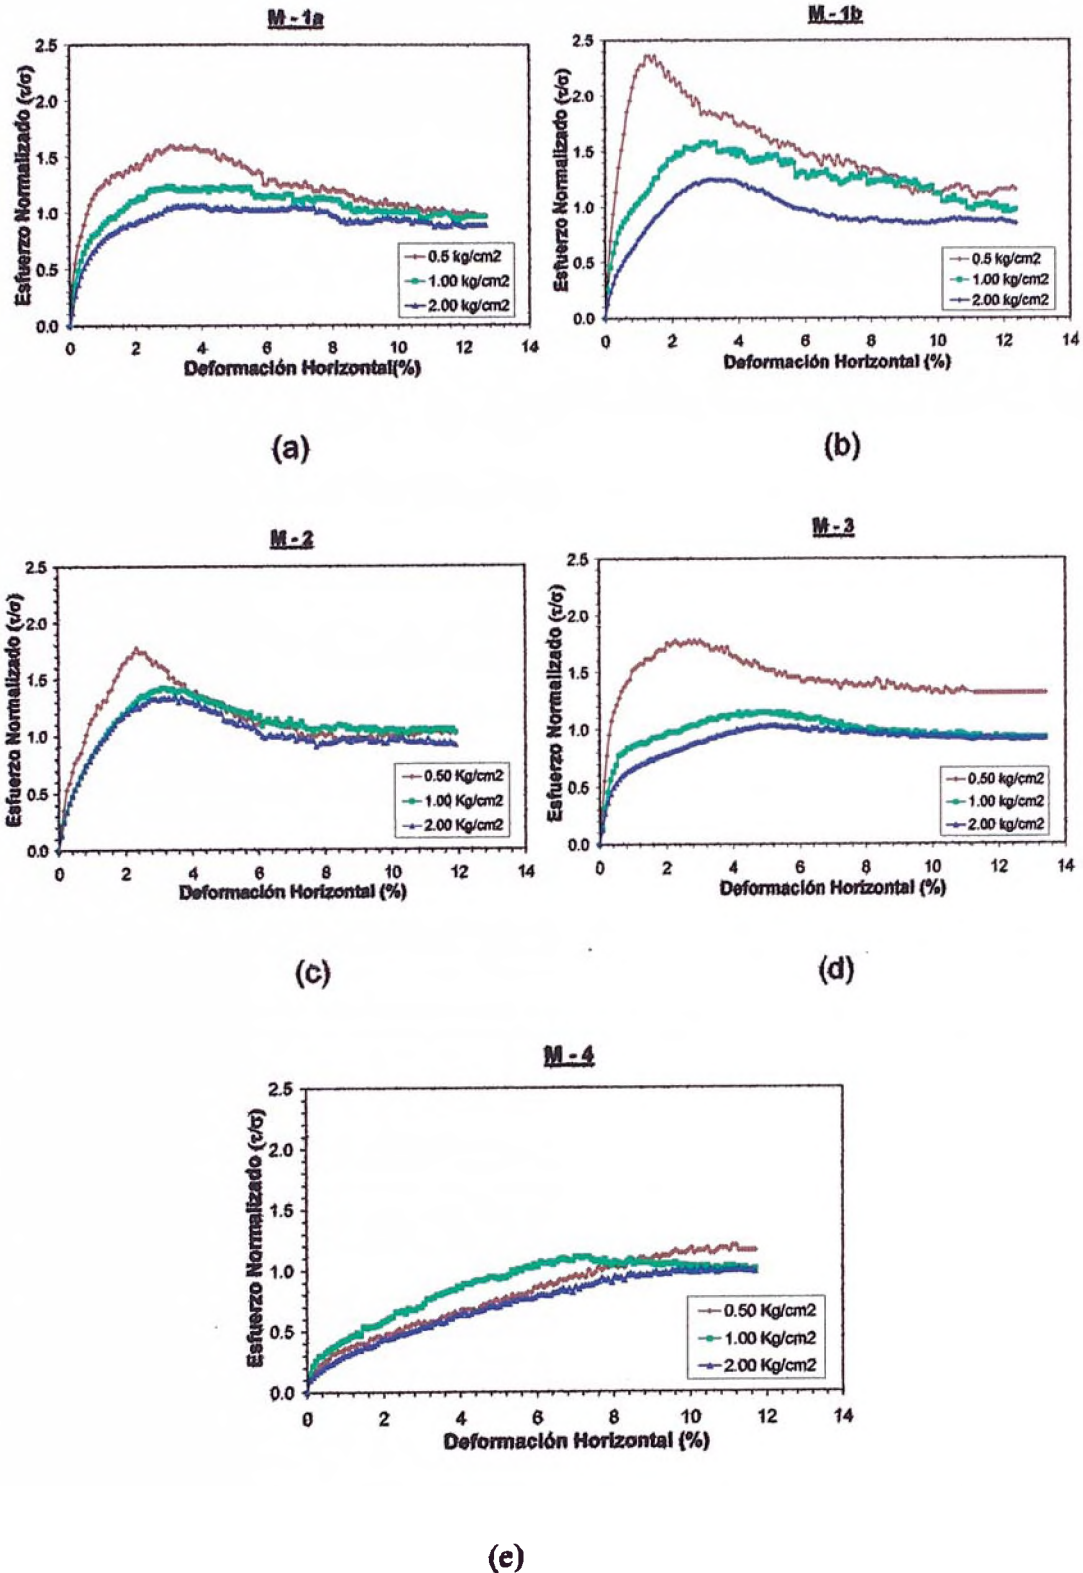 M - 1a
2.5
2.0
1.5
1.0
0.5
0.0
Esfuerzo Normalizado (τ/σ)
0 2 4 6 8 10 12 14
Deformación Horizontal(%)
0.5 kg/cm2
1.00 kg/cm2
2.00 kg/cm2
(a)
M - 1b
2.5
2.0
1.5
1.0
0.5
0.0
Esfuerzo Normalizado (τ/σ)
0 2 4 6 8 10 12 14
Deformación Horizontal (%)
0.5 kg/cm2
1.00 kg/cm2
2.00 kg/cm2
(b)
M - 2
2.5
2.0
1.5
1.0
0.5
0.0
Esfuerzo Normalizado (τ/σ)
0 2 4 6 8 10 12 14
Deformación Horizontal (%)
0.50 Kg/cm2
1.00 Kg/cm2
2.00 Kg/cm2
(c)
M - 3
2.5
2.0
1.5
1.0
0.5
0.0
Esfuerzo Normalizado (τ/σ)
0 2 4 6 8 10 12 14
Deformación Horizontal (%)
0.50 kg/cm2
1.00 kg/cm2
2.00 kg/cm2
(d)
M - 4
2.5
2.0
1.5
1.0
0.5
0.0
Esfuerzo Normalizado (τ/σ)
0 2 4 6 8 10 12 14
Deformación Horizontal (%)
0.50 Kg/cm2
1.00 Kg/cm2
2.00 Kg/cm2
(e)